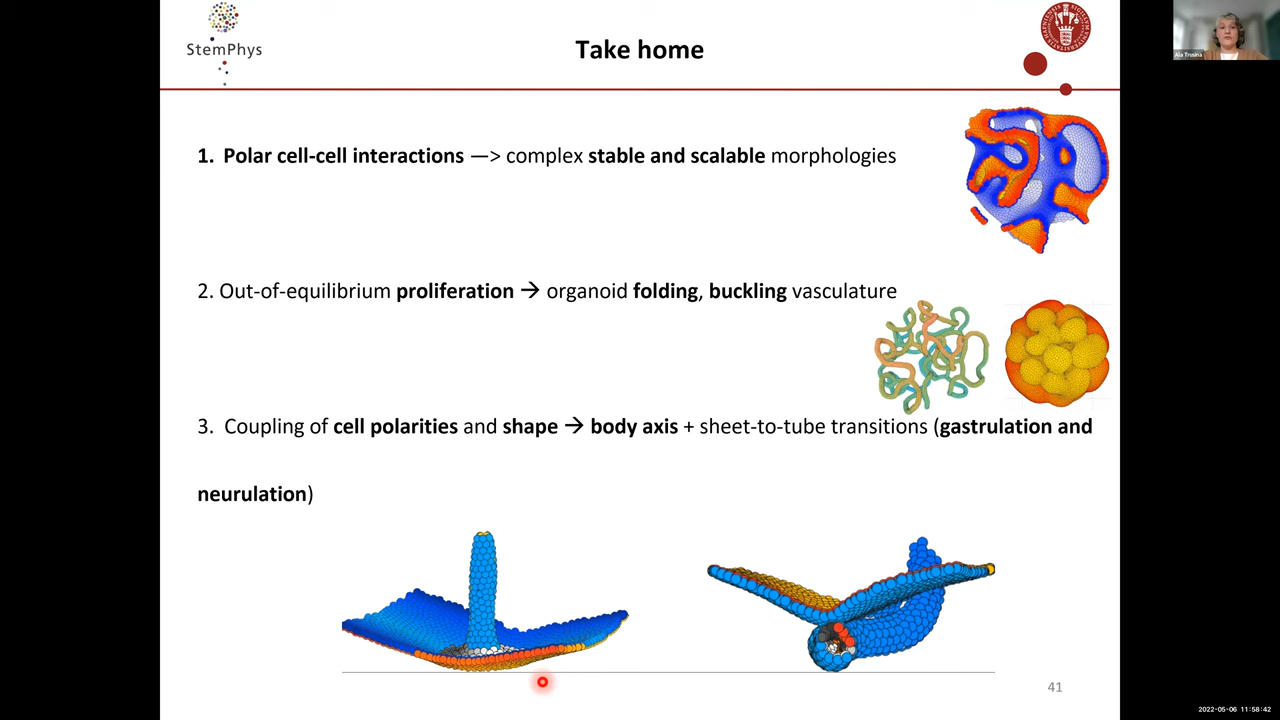 StemPhys
Take home
Ala Trusina
1. Polar cell-cell interactions —> complex stable and scalable morphologies
2. Out-of-equilibrium proliferation → organoid folding, buckling vasculature
3. Coupling of cell polarities and shape → body axis + sheet-to-tube transitions (gastrulation and
neurulation)
41
2022-05-06 11:58:42